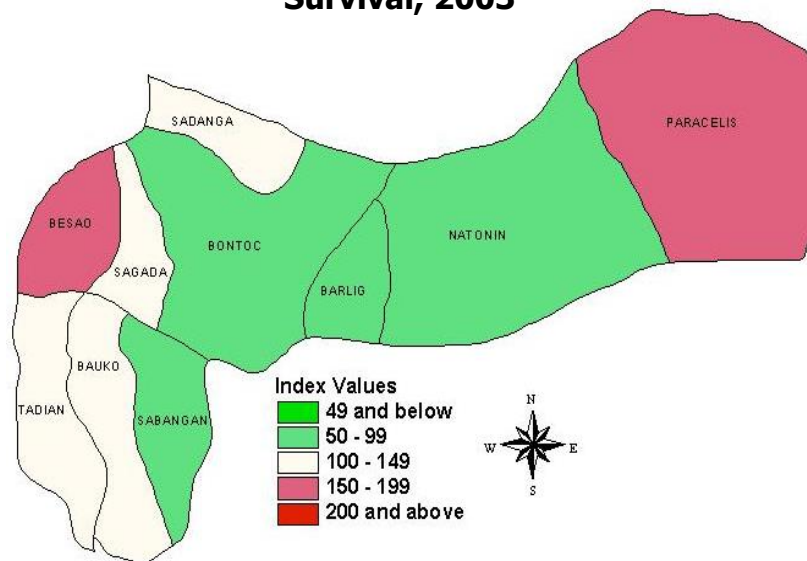 Survival, 2005
SADANGA
PARACELIS
BESAO
BONTOC
NATONIN
SAGADA
BARLIG
BAUKO
TADIAN
SABANGAN
Index Values
49 and below
50 - 99
100 - 149
150 - 199
200 and above
N
W
E
S